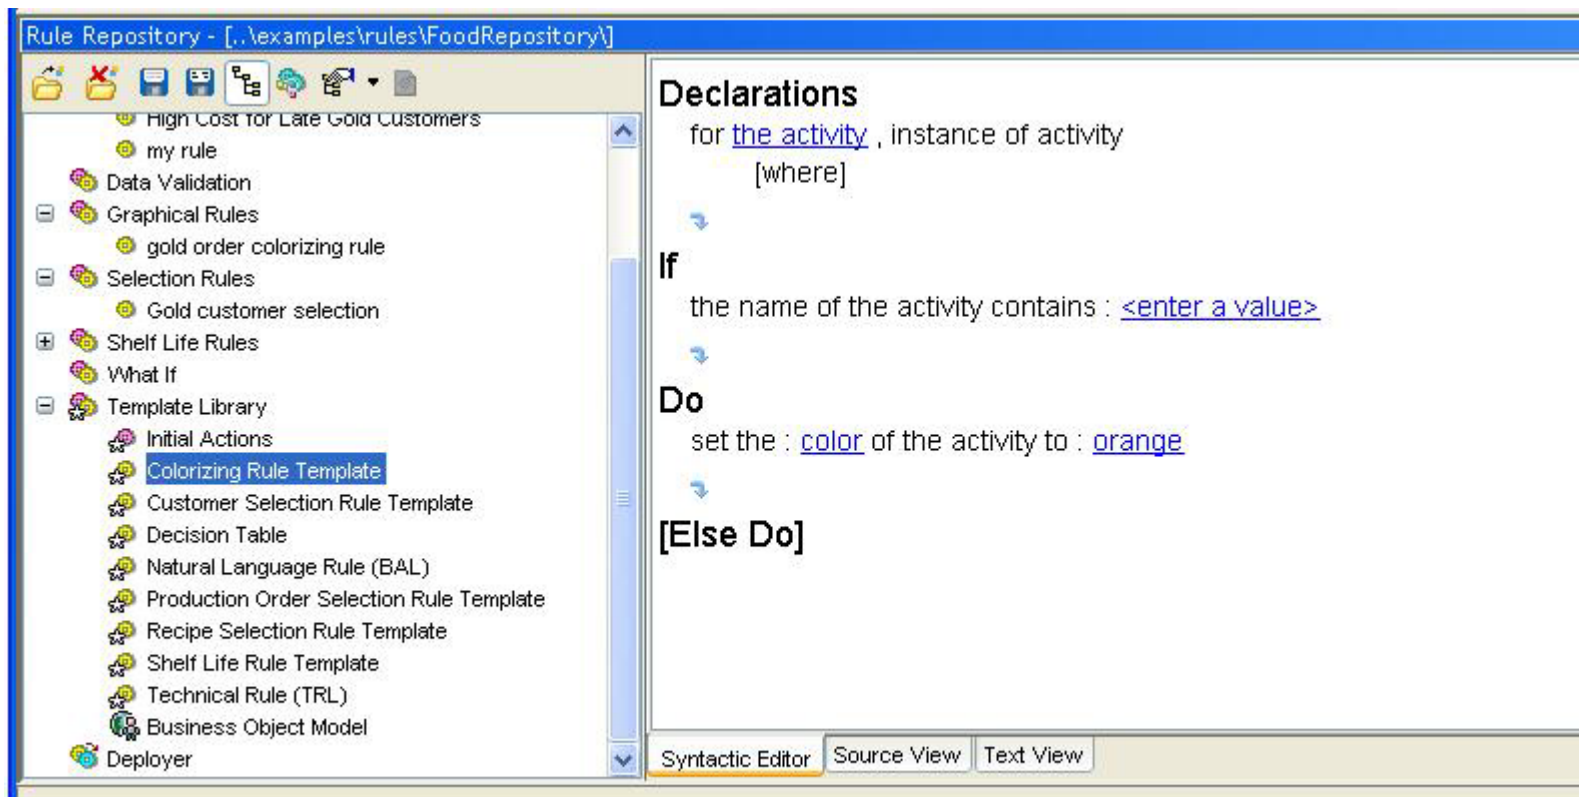 Rule Repository - [..\examples\rules\FoodRepository\]
High Cost for Late Gold Customers
my rule
Data Validation
Graphical Rules
gold order colorizing rule
Selection Rules
Gold customer selection
Shelf Life Rules
What If
Template Library
Initial Actions
Colorizing Rule Template
Customer Selection Rule Template
Decision Table
Natural Language Rule (BAL)
Production Order Selection Rule Template
Recipe Selection Rule Template
Shelf Life Rule Template
Technical Rule (TRL)
Business Object Model
Deployer
Declarations
for the activity , instance of activity
[where]
If
the name of the activity contains : <enter a value>
Do
set the : color of the activity to : orange
[Else Do]
Syntactic Editor Source View Text View